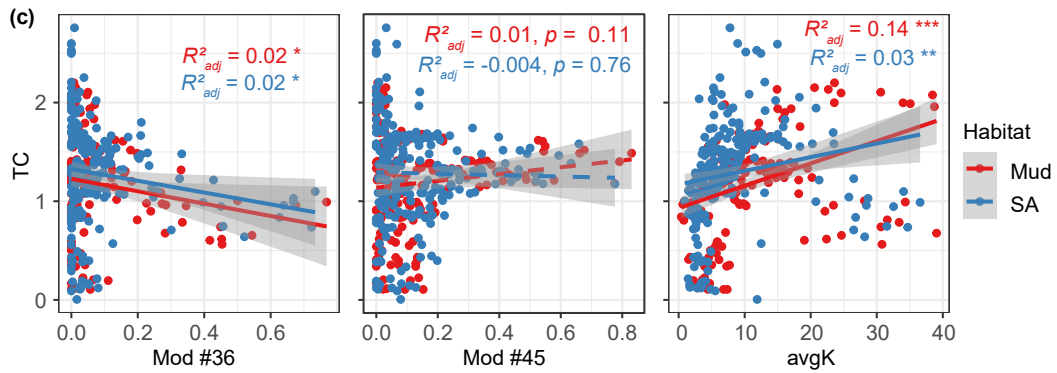 (c)
R²adj = 0.02 *
R²adj = 0.02 *
R²adj = 0.01, p = 0.11
R²adj = -0.004, p = 0.76
R²adj = 0.14 ***
R²adj = 0.03 **
TC
2
1
0
0.0 0.2 0.4 0.6 0.8
0.0 0.2 0.4 0.6 0.8
0 10 20 30 40
Mod #36
Mod #45
avgK
Habitat
Mud
SA